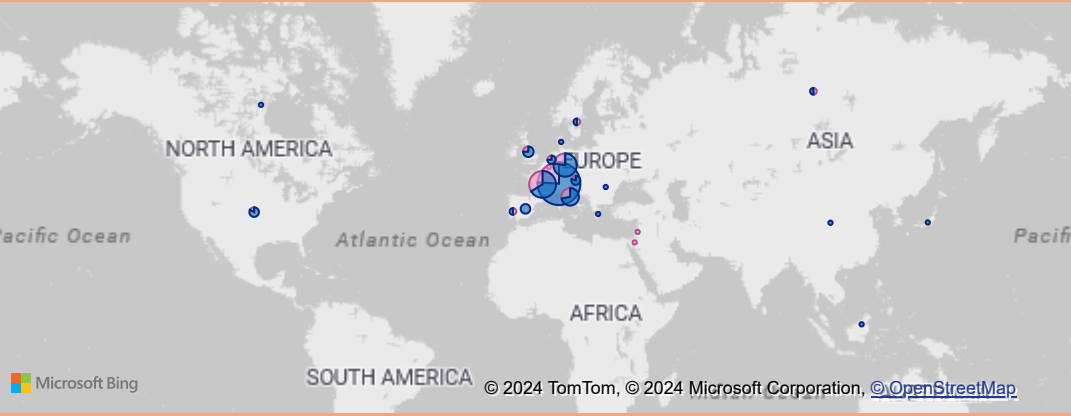 NORTH AMERICA
ASIA
EUROPE
Pacific Ocean
Atlantic Ocean
Pacifi
AFRICA
SOUTH AMERICA
Microsoft Bing
© 2024 TomTom, © 2024 Microsoft Corporation, © OpenStreetMap